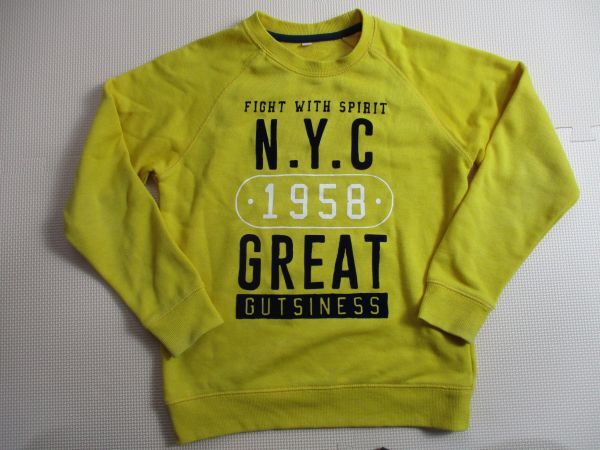 FIGHT WITH SPIRIT
N.Y.C
· 1958 ·
GREAT
GUTSINESS